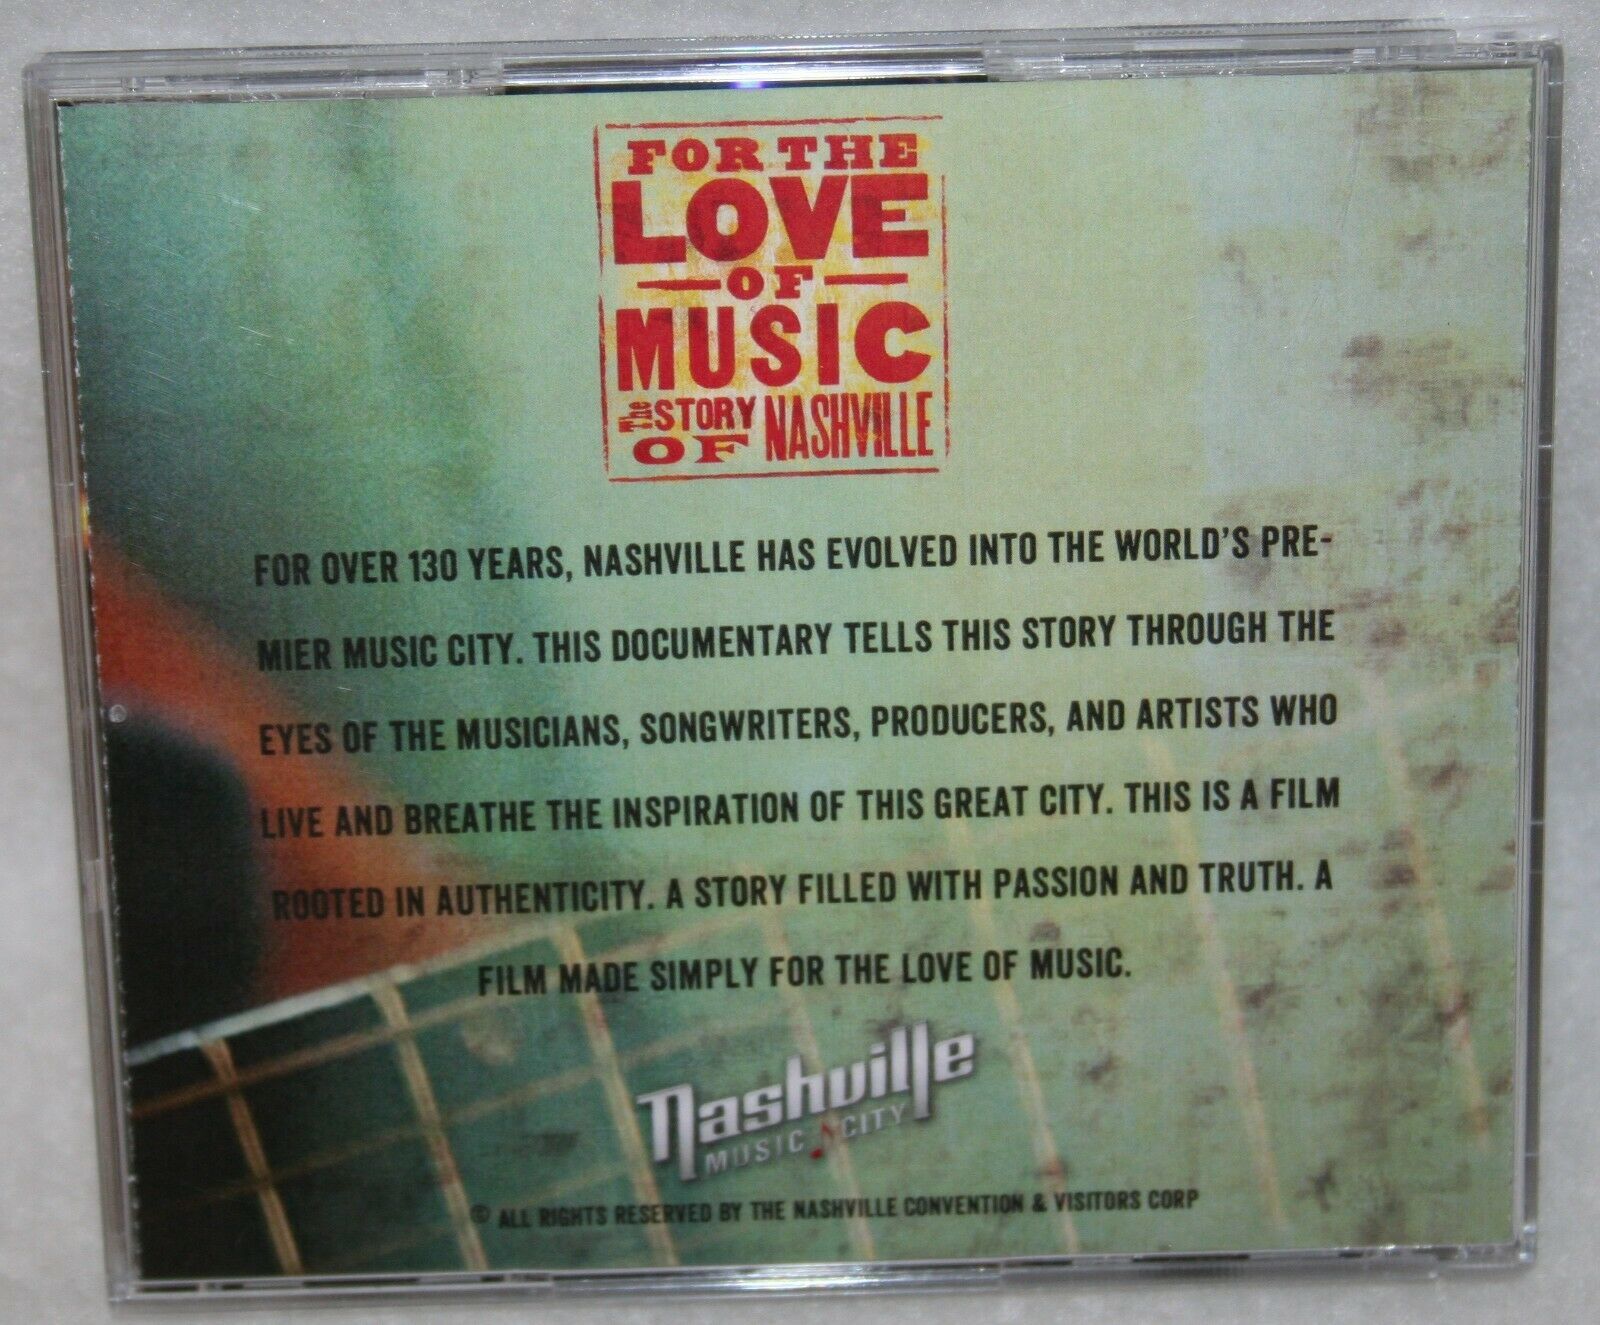 FOR THE
LOVE
OF
MUSIC
The STORY OF NASHVILLE
FOR OVER 130 YEARS, NASHVILLE HAS EVOLVED INTO THE WORLD'S PRE-
MIER MUSIC CITY. THIS DOCUMENTARY TELLS THIS STORY THROUGH THE
EYES OF THE MUSICIANS, SONGWRITERS, PRODUCERS, AND ARTISTS WHO
LIVE AND BREATHE THE INSPIRATION OF THIS GREAT CITY. THIS IS A FILM
ROOTED IN AUTHENTICITY. A STORY FILLED WITH PASSION AND TRUTH. A
FILM MADE SIMPLY FOR THE LOVE OF MUSIC.
Nashville
MUSIC CITY
© ALL RIGHTS RESERVED BY THE NASHVILLE CONVENTION & VISITORS CORP